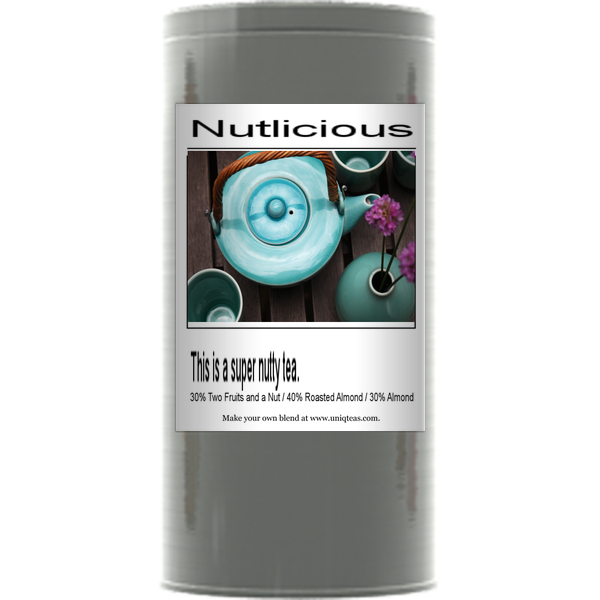 Nutlicious
This is a super nutty tea.
30% Two Fruits and a Nut / 40% Roasted Almond / 30% Almond
Make your own blend at www.uniqteas.com.